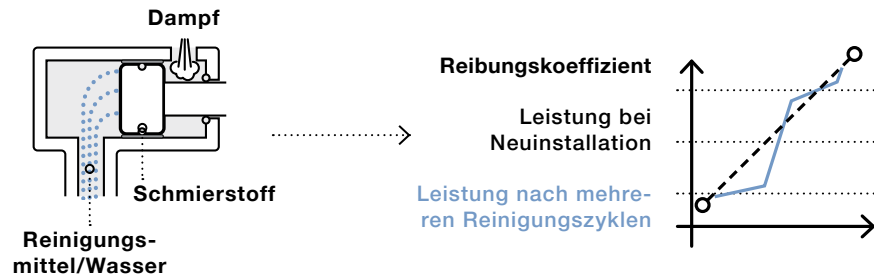 Dampf
Schmierstoff
Reinigungs-
mittel/Wasser
Reibungskoeffizient
Leistung bei
Neuinstallation
Leistung nach mehre-
ren Reinigungszyklen